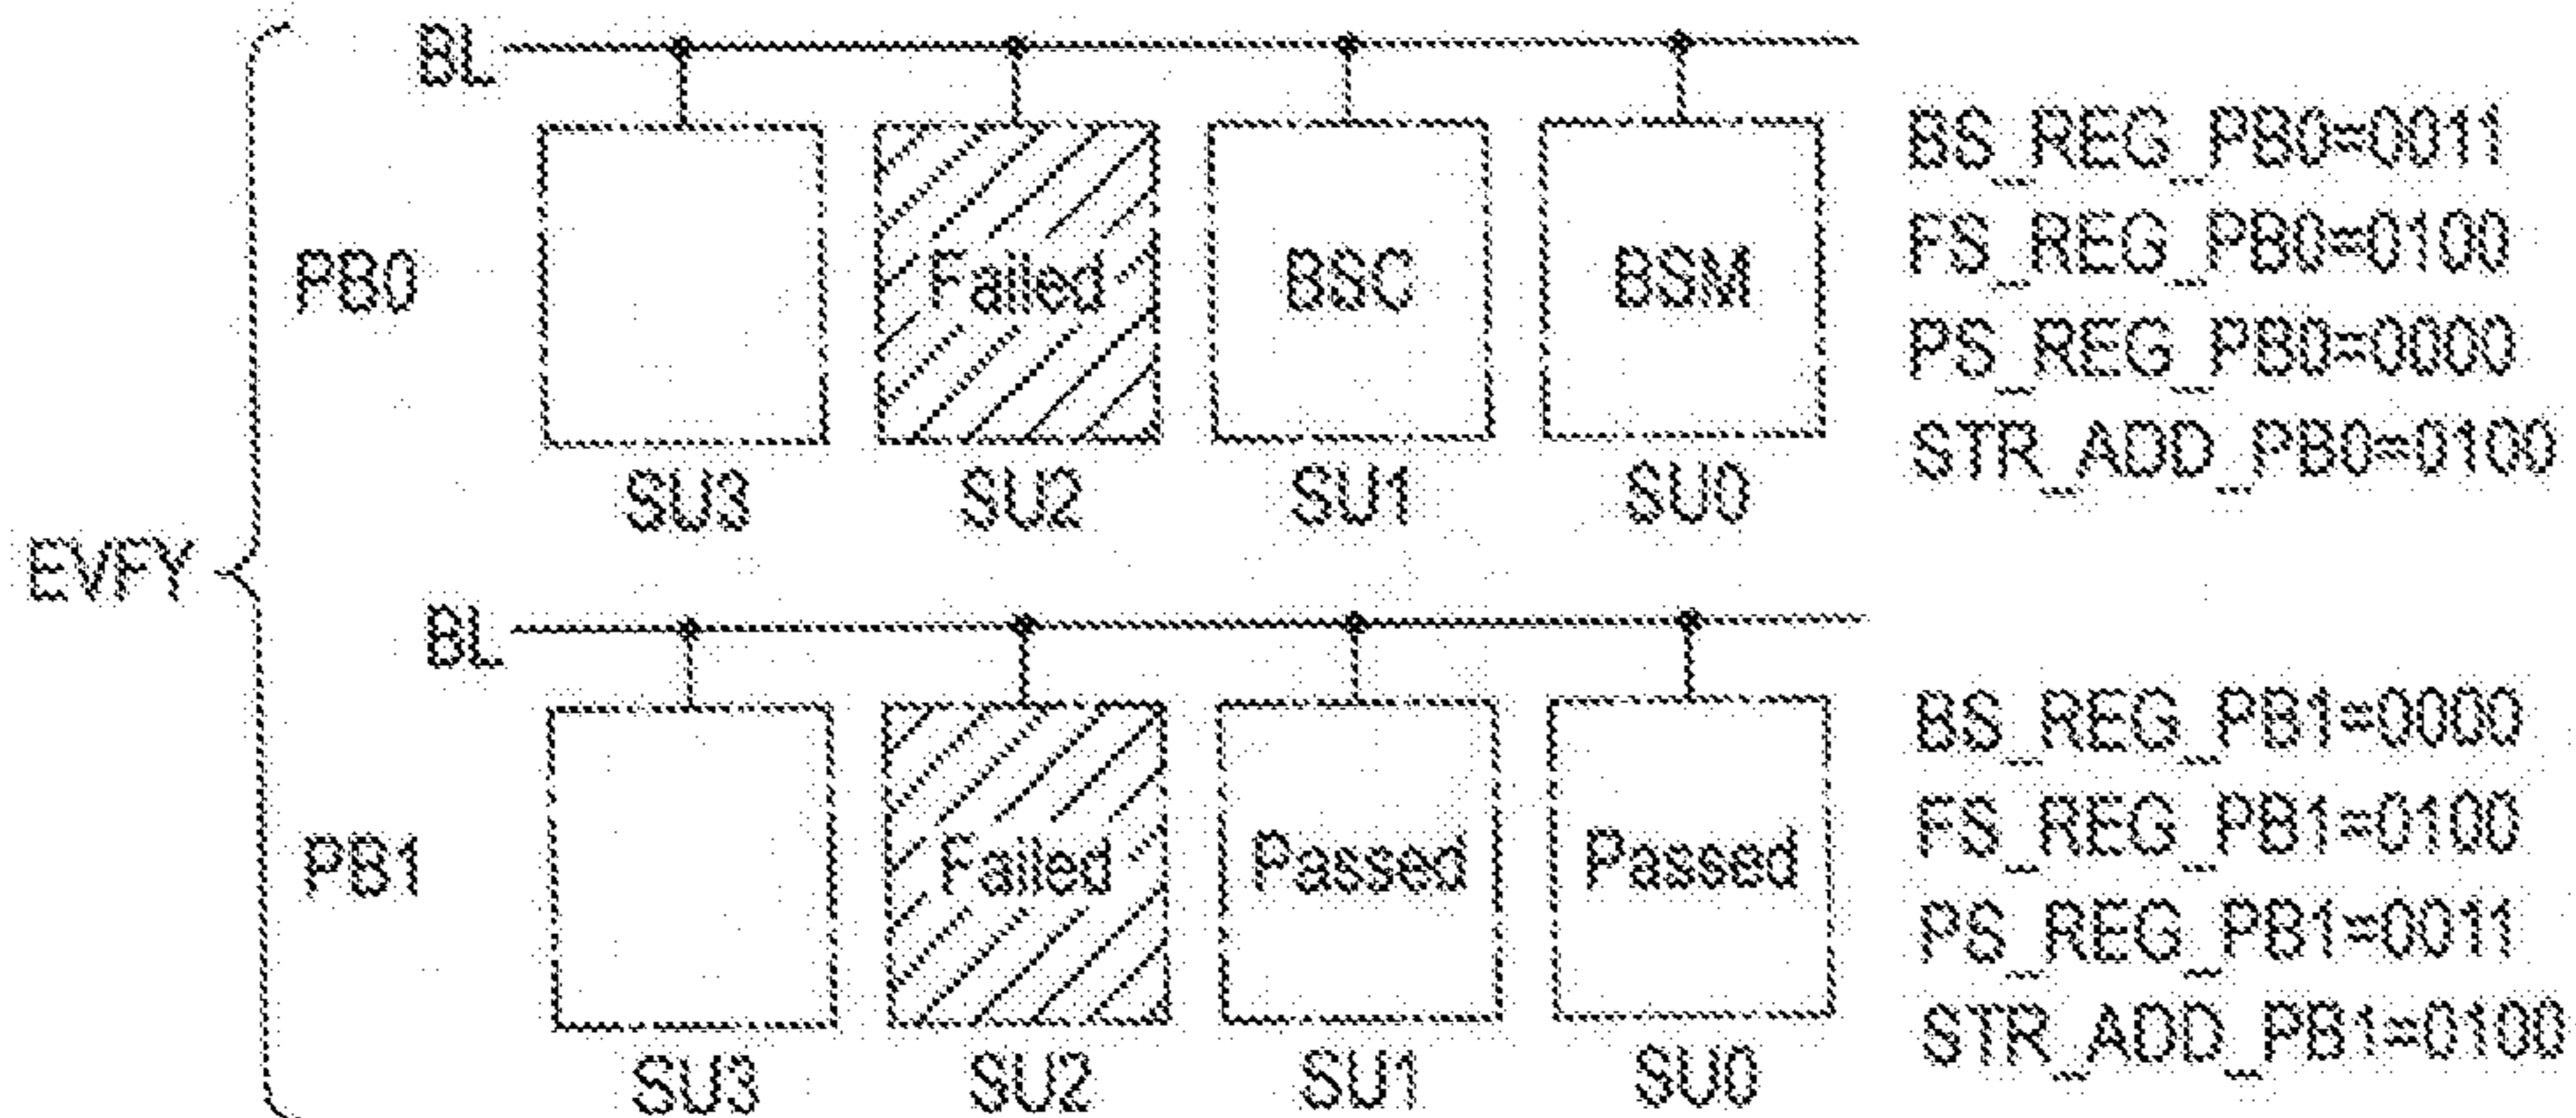 BL
PB0
Failed
BSC
BSM
SU3
SU2
SU1
SU0
BS_REG_PB0=0011
FS_REG_PB0=0100
PS_REG_PB0=0000
STR_ADD_PB0=0100
EVFY
BL
PB1
Failed
Passed
Passed
SU3
SU2
SU1
SU0
BS_REG_PB1=0000
FS_REG_PB1=0100
PS_REG_PB1=0011
STR_ADD_PB1=0100